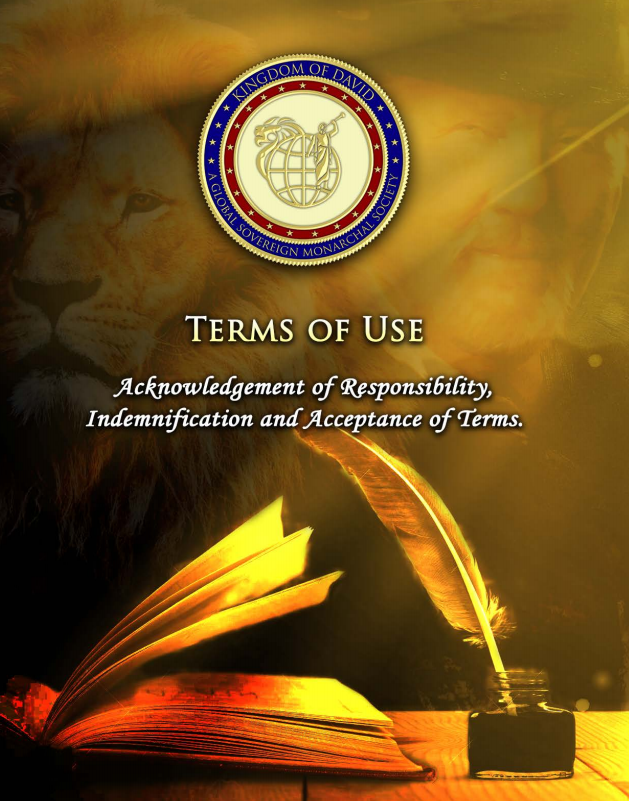 KINGDOM OF DAVID
A GLOBAL SOVEREIGN MONARCHAL SOCIETY
Terms of Use
Acknowledgement of Responsibility,
Indemnification and Acceptance of Terms.